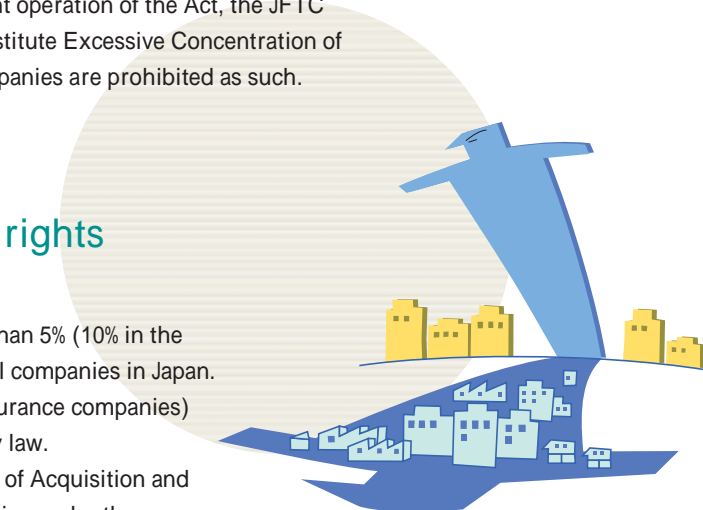 nt operation of the Act, the JFTC
stitute Excessive Concentration of
panies are prohibited as such.
rights
han 5% (10% in the
l companies in Japan.
urance companies)
law.
of Acquisition and